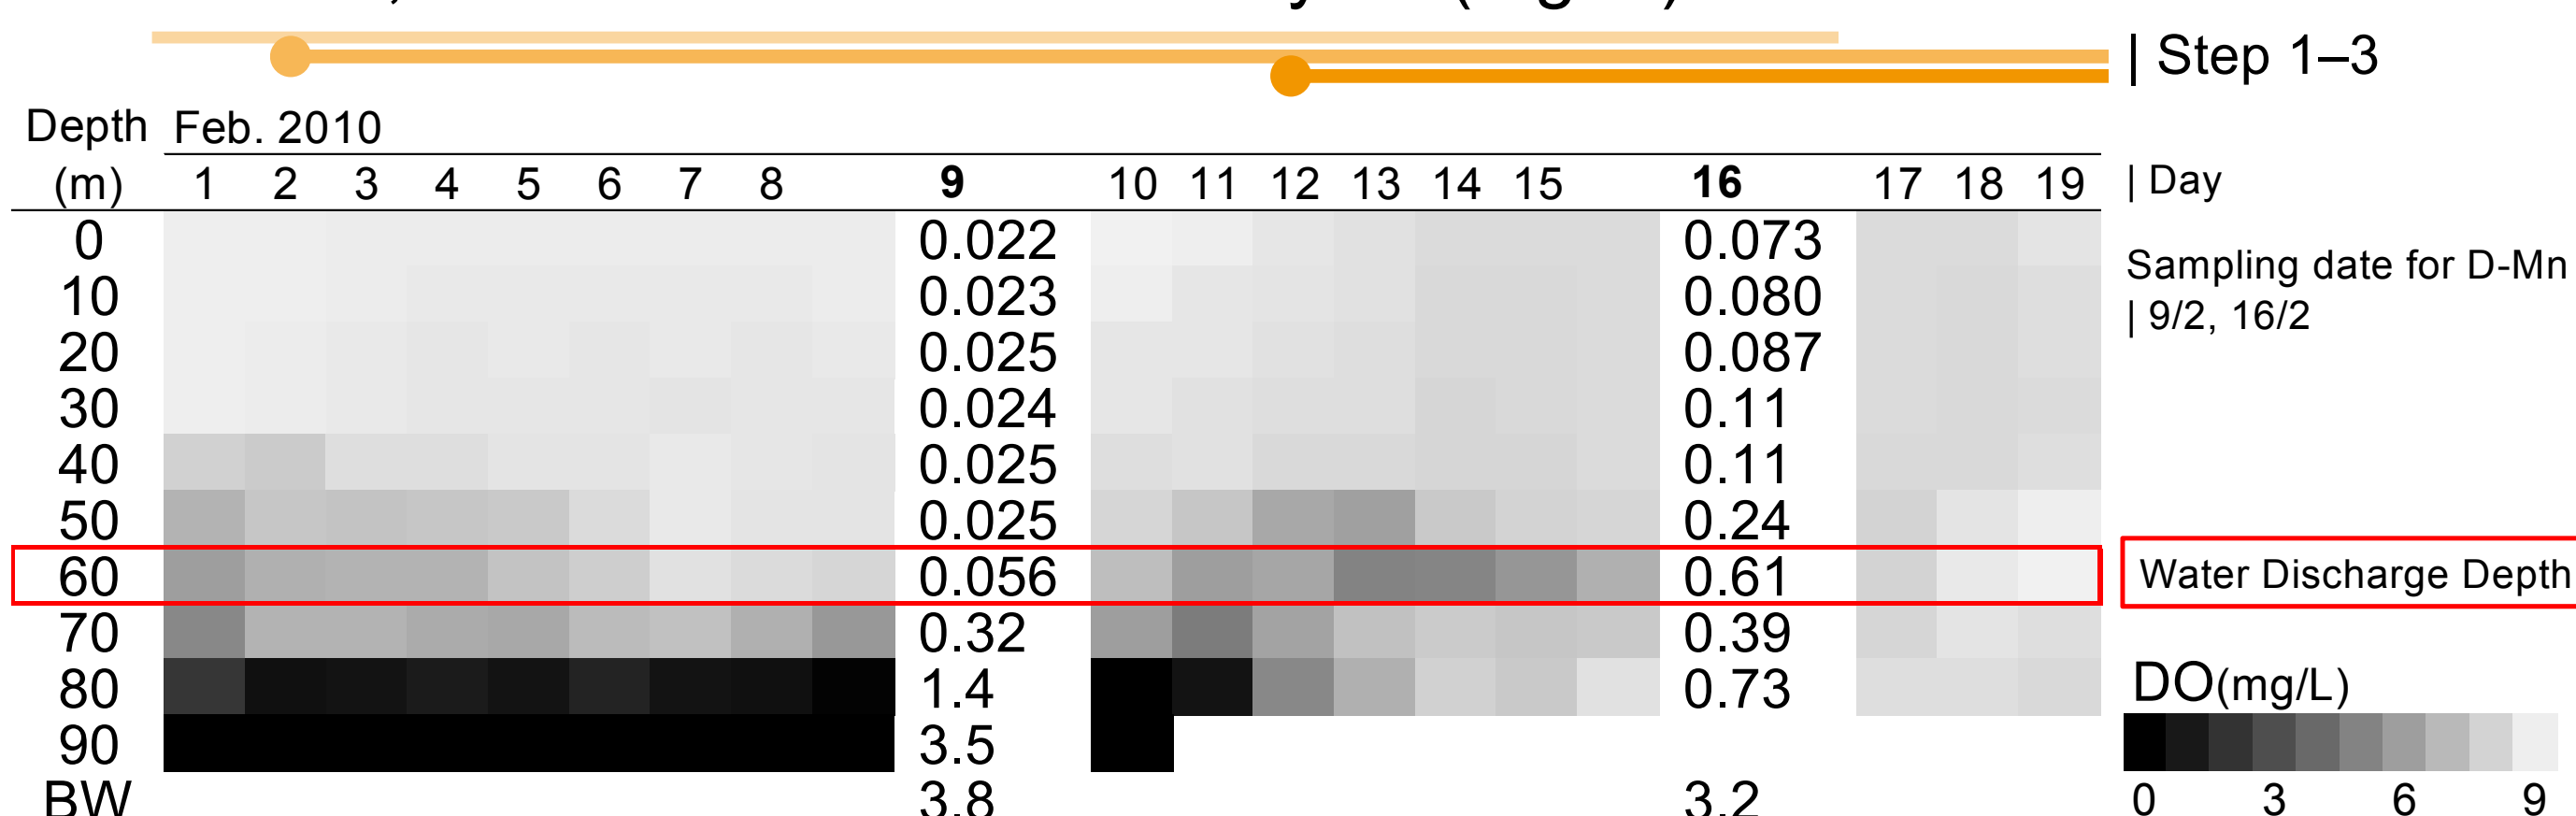 | Step 1–3
Depth Feb. 2010
(m) 1 2 3 4 5 6 7 8 9 10 11 12 13 14 15 16 17 18 19 | Day
0 0.022 0.073
Sampling date for D-Mn
10 0.023 0.080
| 9/2, 16/2
20 0.025 0.087
30 0.024 0.11
40 0.025 0.11
50 0.025 0.24
60 0.056 0.61 Water Discharge Depth
70 0.32 0.39
80 1.4 0.73 DO(mg/L)
90 3.5
BW 3.8 3.2 0 3 6 9